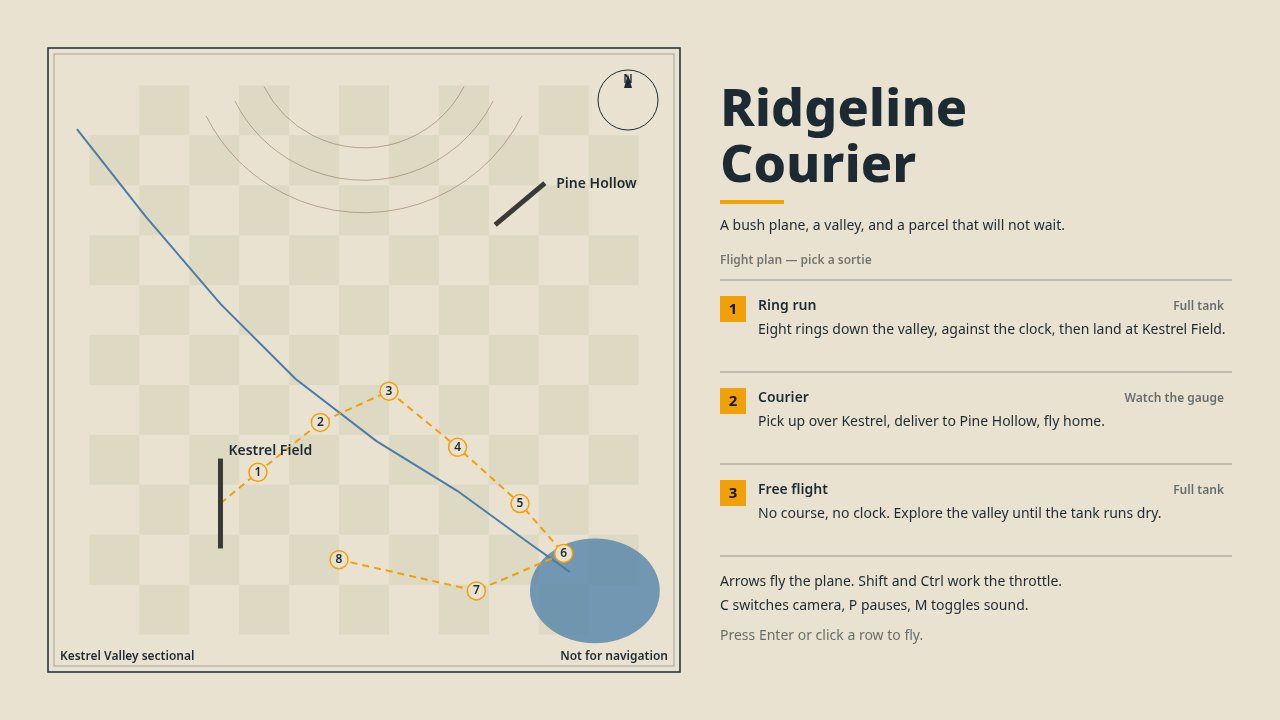 N
Pine Hollow
3
2
Kestrel Field
4
1
5
6
8
7
Kestrel Valley sectional
Not for navigation
Ridgeline
Courier
A bush plane, a valley, and a parcel that will not wait.
Flight plan — pick a sortie
1 Ring run Full tank
Eight rings down the valley, against the clock, then land at Kestrel Field.
2 Courier Watch the gauge
Pick up over Kestrel, deliver to Pine Hollow, fly home.
3 Free flight Full tank
No course, no clock. Explore the valley until the tank runs dry.
Arrows fly the plane. Shift and Ctrl work the throttle.
C switches camera, P pauses, M toggles sound.
Press Enter or click a row to fly.